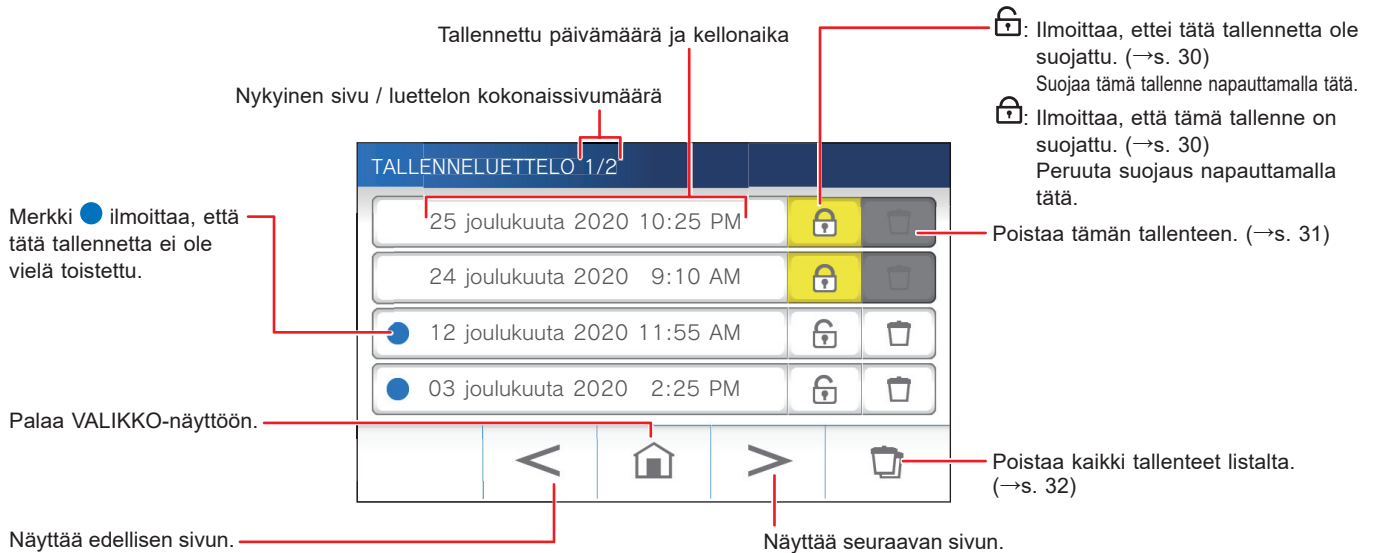 Tallennettu päivämäärä ja kellonaika
Nykyinen sivu / luettelon kokonaissivumäärä
: Ilmoittaa, ettei tätä tallennetta ole
suojattu. (→s. 30)
Suojaa tämä tallenne napauttamalla tätä.
: Ilmoittaa, että tämä tallenne on
suojattu. (→s. 30)
Peruuta suojaus napauttamalla
tätä.
Merkki ilmoittaa, että
tätä tallennetta ei ole
vielä toistettu.
TALLENNELUETTELO 1/2
25 joulukuuta 2020 10:25 PM
24 joulukuuta 2020 9:10 AM
12 joulukuuta 2020 11:55 AM
03 joulukuuta 2020 2:25 PM
Poistaa tämän tallenteen. (→s. 31)
Palaa VALIKKO-näyttöön.
Poistaa kaikki tallenteet listalta.
(→s. 32)
Näyttää edellisen sivun.
Näyttää seuraavan sivun.